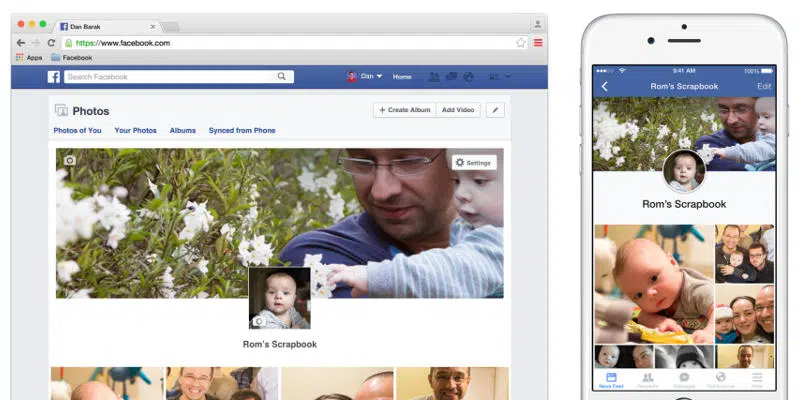 Dan Barak
https://www.facebook.com
Apps Facebook
f Search Facebook Dan Home
Photos
+ Create Album Add Video
Photos of You Your Photos Albums Synced from Phone
Settings
Rom's Scrapbook
9:41 AM 100%
Rom's Scrapbook Edit
Rom's Scrapbook
News Feed Requests Messages Notifications More